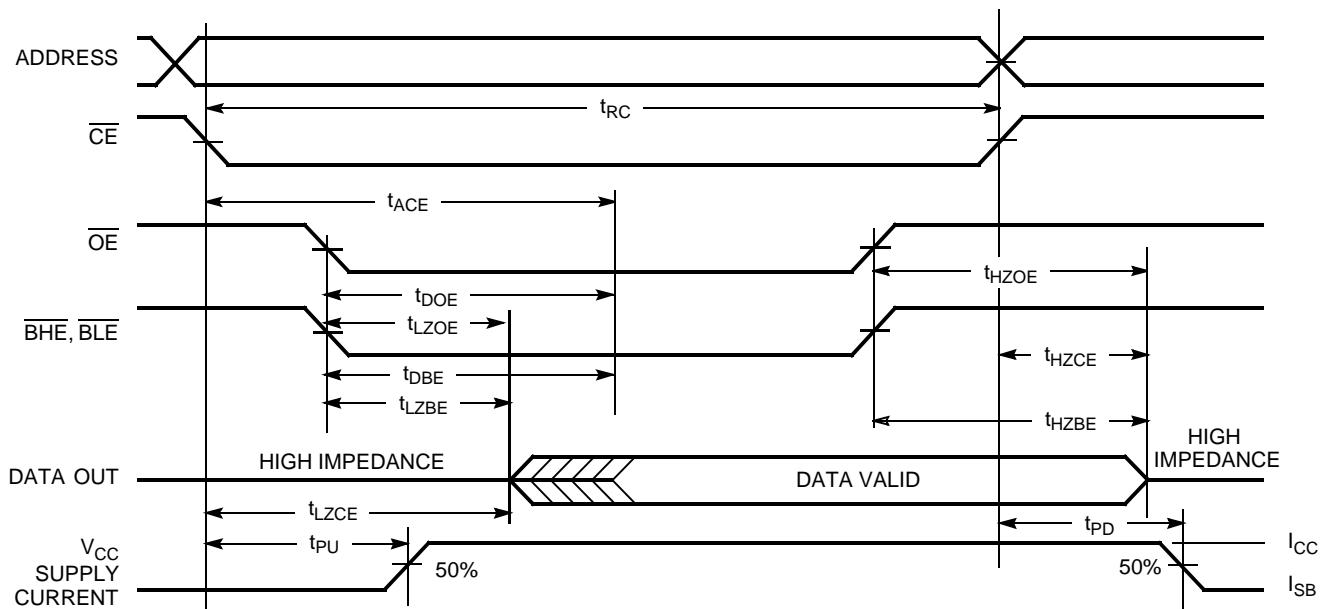 ADDRESS
tRC
CE
tACE
OE
tHZOE
tDOE
tLZOE
BHE, BLE
tHZCE
tDBE
tLZBE
tHZBE
HIGH IMPEDANCE
HIGH
IMPEDANCE
DATA OUT
DATA VALID
tLZCE
tPD
tPU
VCC
SUPPLY
CURRENT
50%
50%
ICC
ISB